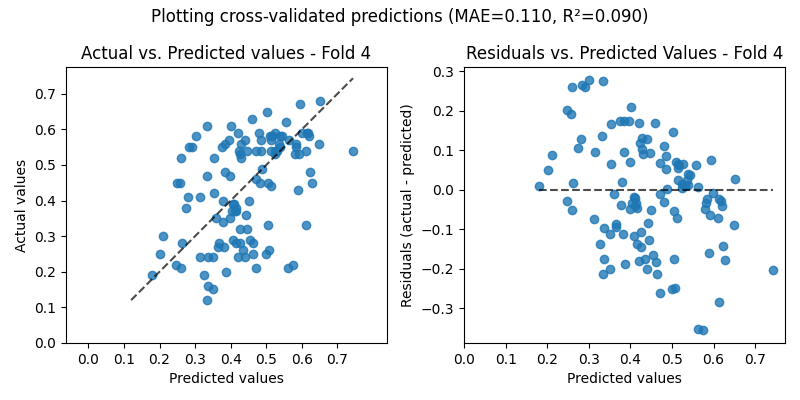 Plotting cross-validated predictions (MAE=0.110, R²=0.090)
Actual vs. Predicted values - Fold 4
Actual values
0.7
0.6
0.5
0.4
0.3
0.2
0.1
0.0
0.0 0.1 0.2 0.3 0.4 0.5 0.6 0.7
Predicted values
Residuals vs. Predicted Values - Fold 4
Residuals (actual - predicted)
0.3
0.2
0.1
0.0
−0.1
−0.2
−0.3
0.0 0.1 0.2 0.3 0.4 0.5 0.6 0.7
Predicted values